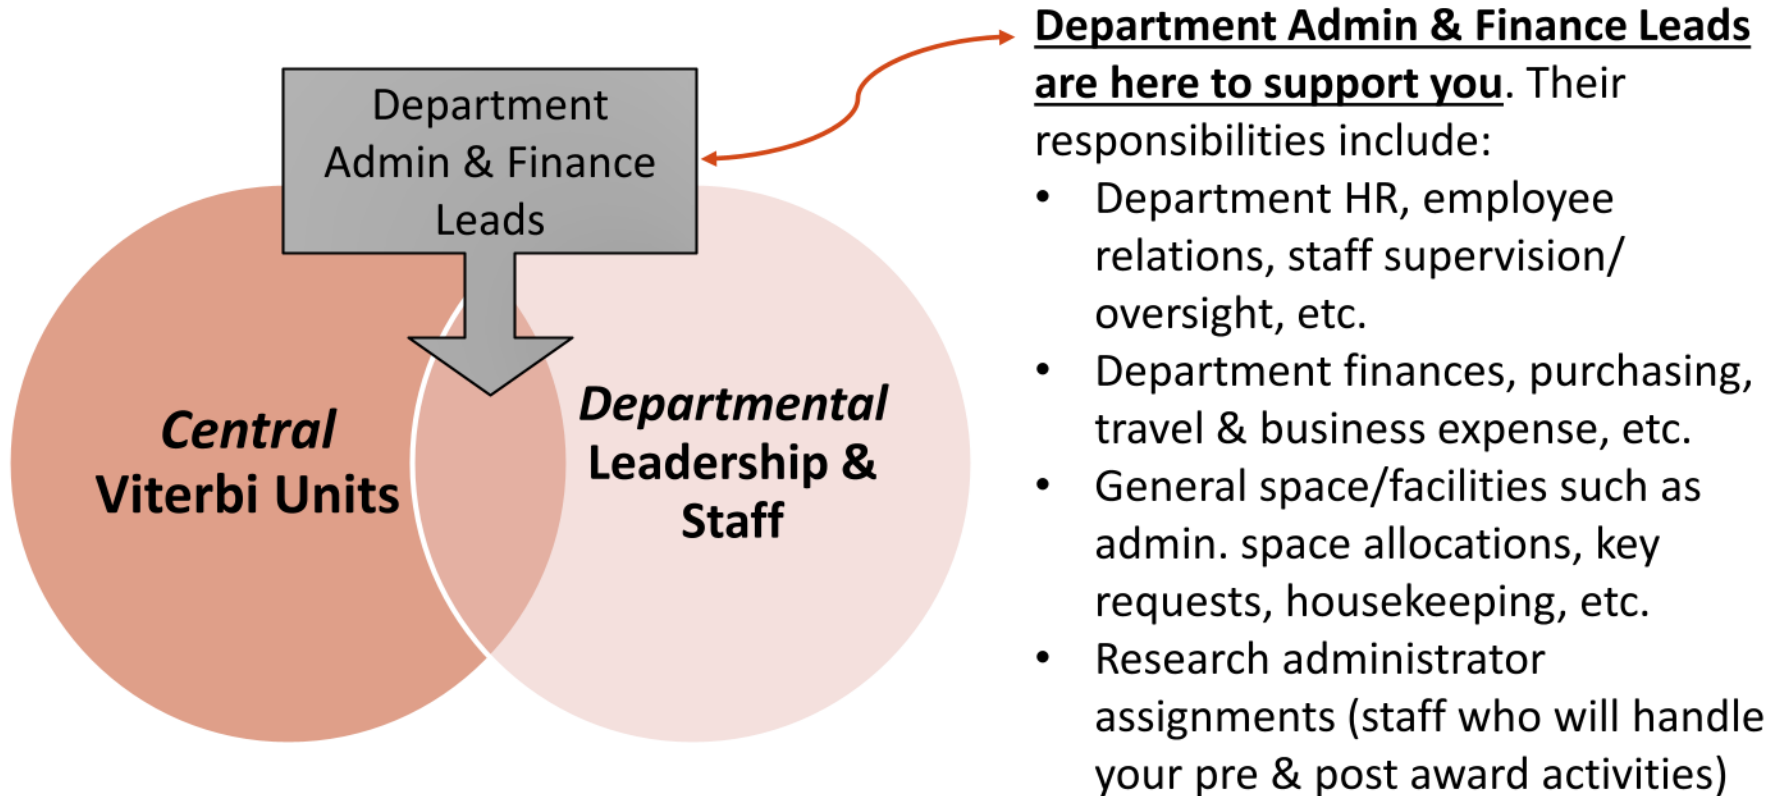 Department
Admin & Finance
Leads
Central
Viterbi Units
Departmental
Leadership &
Staff
Department Admin & Finance Leads
are here to support you. Their
responsibilities include:
• Department HR, employee
relations, staff supervision/
oversight, etc.
• Department finances, purchasing,
travel & business expense, etc.
• General space/facilities such as
admin. space allocations, key
requests, housekeeping, etc.
• Research administrator
assignments (staff who will handle
your pre & post award activities)